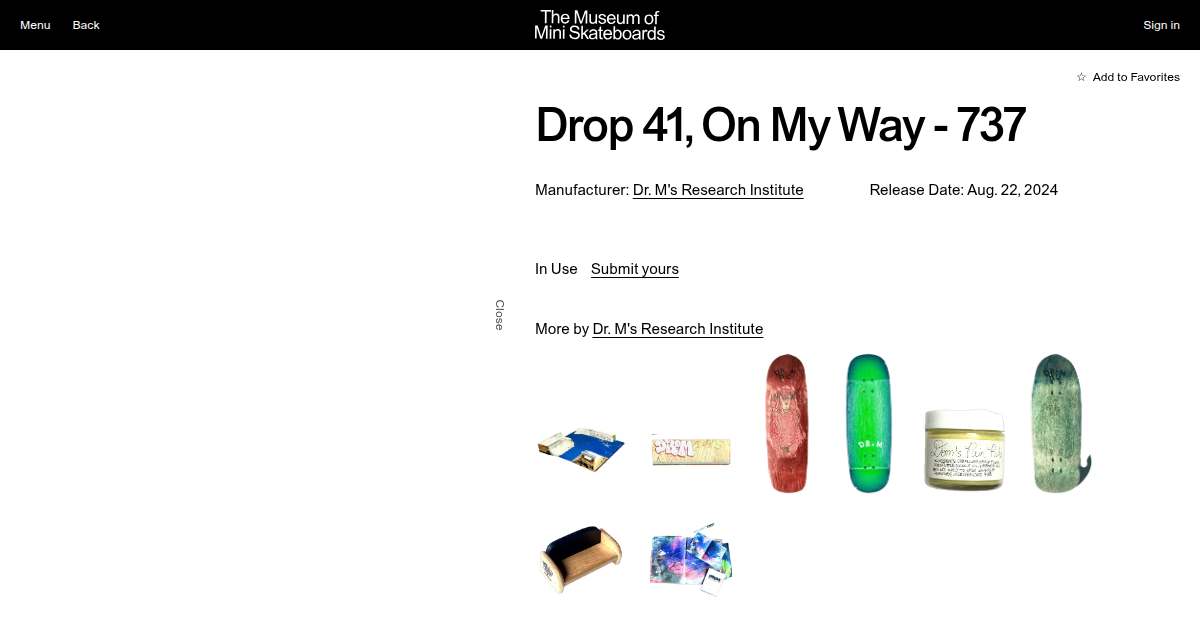 Menu
Back
The Museum of
Mini Skateboards
Sign in
☆ Add to Favorites
Drop 41, On My Way - 737
Manufacturer: Dr. M's Research Institute
Release Date: Aug. 22, 2024
In Use Submit yours
Close
More by Dr. M's Research Institute
DR.M